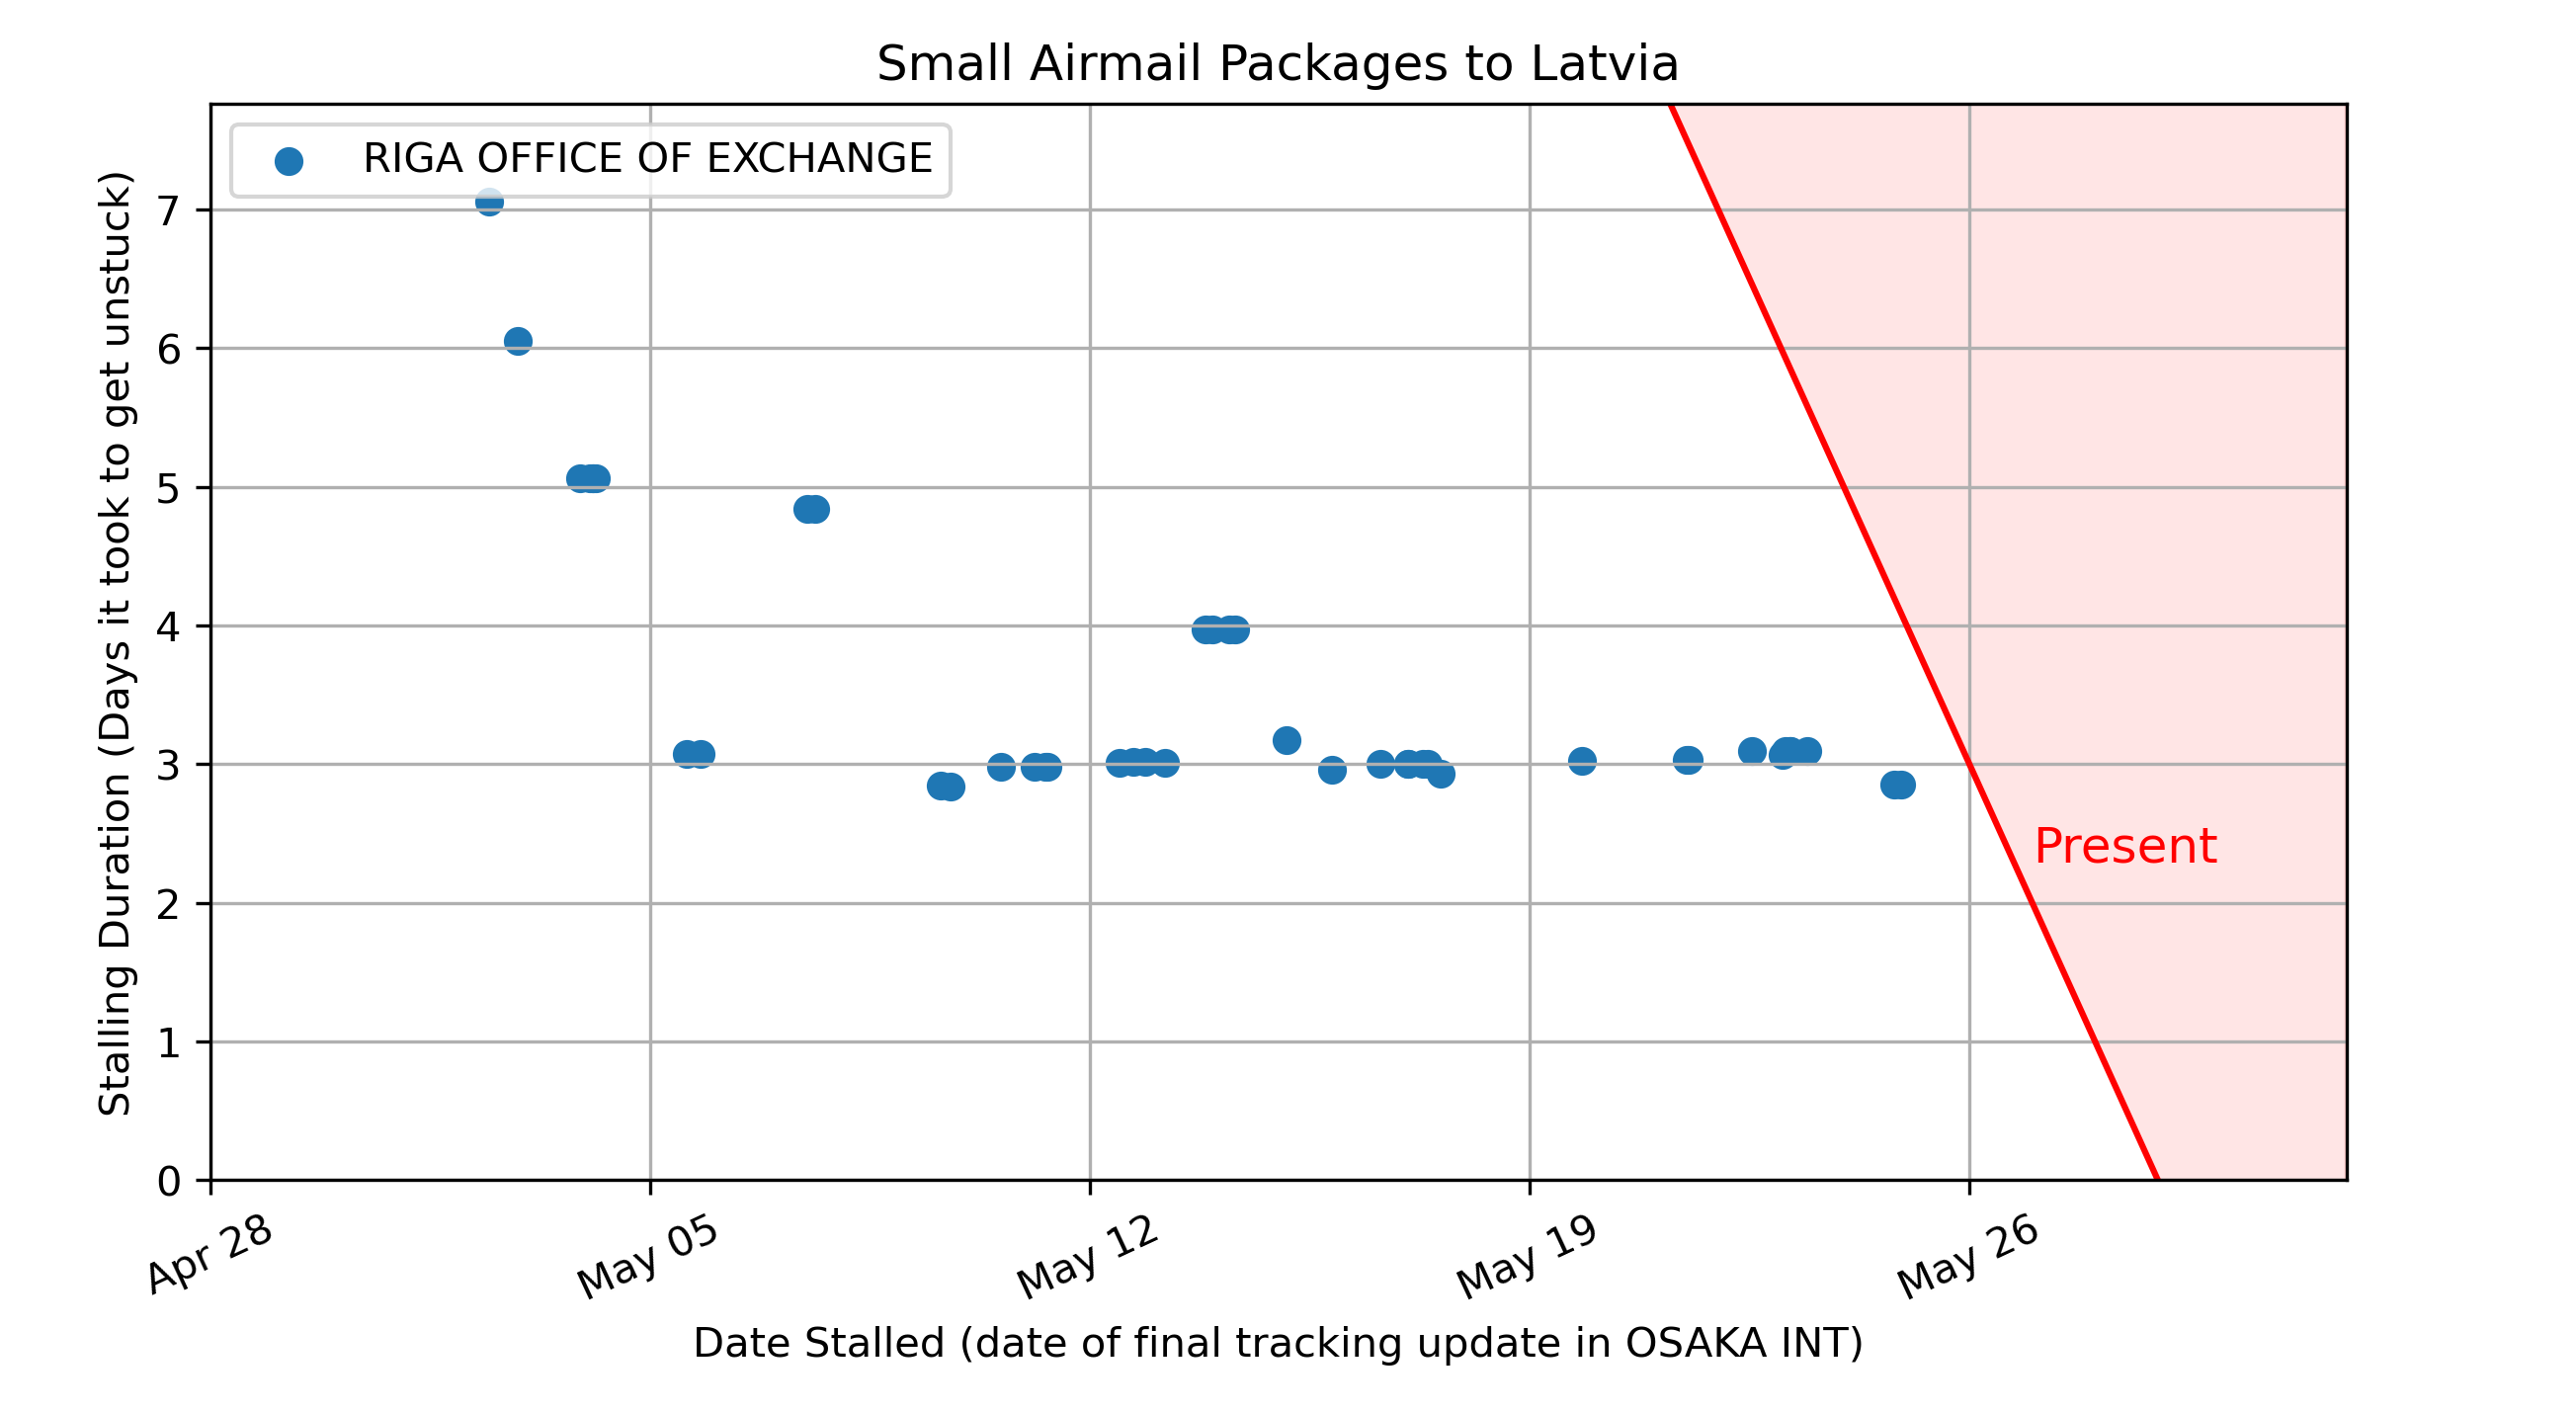 Small Airmail Packages to Latvia
RIGA OFFICE OF EXCHANGE
Stalling Duration (Days it took to get unstuck)
7
6
5
4
3
2
1
0
Present
Apr 28
May 05
May 12
May 19
May 26
Date Stalled (date of final tracking update in OSAKA INT)